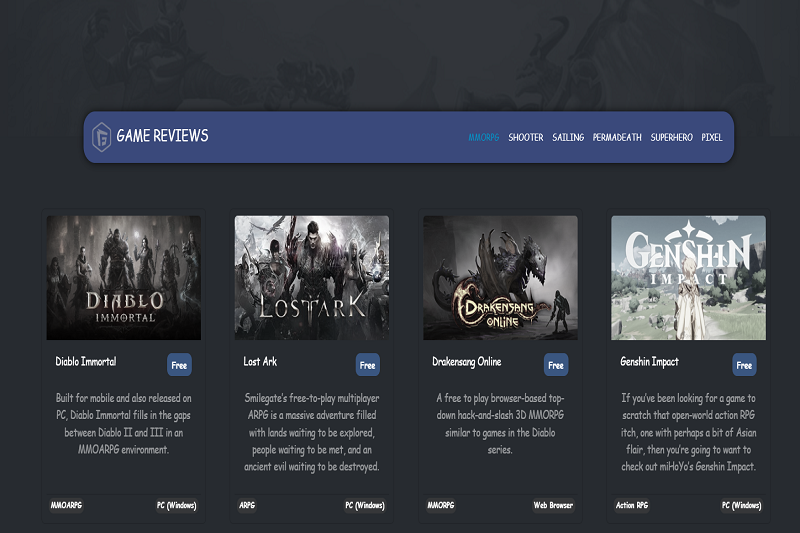 GAME REVIEWS
MMORPG SHOOTER SAILING PERMADEATH SUPERHERO PIXEL
DIABLO
IMMORTAL
LOST ARK
DRAKENSANG
ONLINE
GENSHIN
IMPACT
Diablo Immortal
Free
Built for mobile and also released on
PC, Diablo Immortal fills in the gaps
between Diablo II and III in an
MMOARPG environment.
MMOARPG
PC (Windows)
Lost Ark
Free
Smilegate's free-to-play multiplayer
ARPG is a massive adventure filled
with lands waiting to be explored,
people waiting to be met, and an
ancient evil waiting to be destroyed.
ARPG
PC (Windows)
Drakensang Online
Free
A free to play browser-based top-
down hack-and-slash 3D MMORPG
similar to games in the Diablo
series.
MMORPG
Web Browser
Genshin Impact
Free
If you've been looking for a game to
scratch that open-world action RPG
itch, one with perhaps a bit of Asian
flair, then you're going to want to
check out miHoYo's Genshin Impact.
Action RPG
PC (Windows)